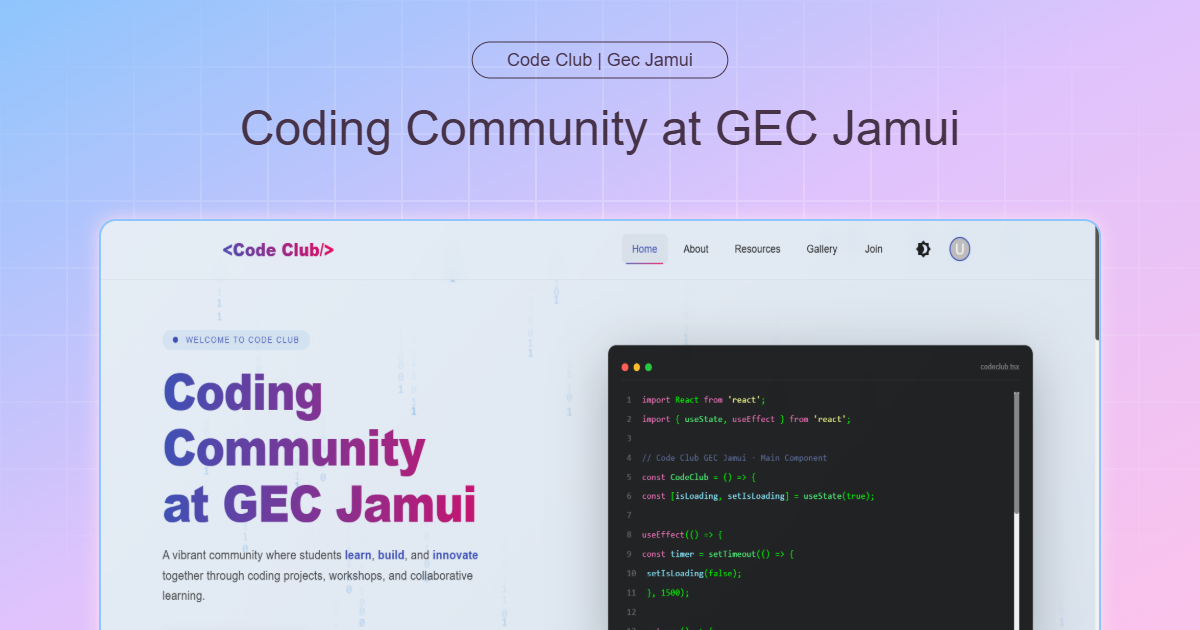 Code Club | Gec Jamui
Coding Community at GEC Jamui
<Code Club/>
Home
About
Resources
Gallery
Join
U
WELCOME TO CODE CLUB
Coding
Community
at GEC Jamui
A vibrant community where students learn, build, and innovate
together through coding projects, workshops, and collaborative
learning.
codeclub.tsx
1 import React from 'react';
2 import { useState, useEffect } from 'react';
3
4 // Code Club GEC Jamui - Main Component
5 const CodeClub = () => {
6 const [isLoading, setIsLoading] = useState(true);
7
8 useEffect(() => {
9 const timer = setTimeout(() => {
10 setIsLoading(false);
11 }, 1500);
12